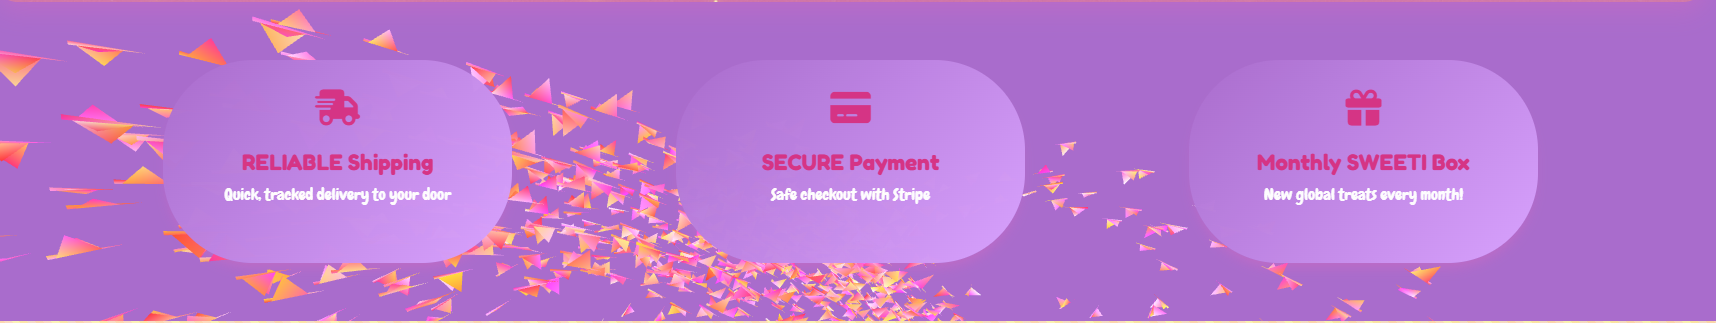 RELIABLE Shipping
Quick, tracked delivery to your door
SECURE Payment
Safe checkout with Stripe
Monthly SWEETI Box
New global treats every month!